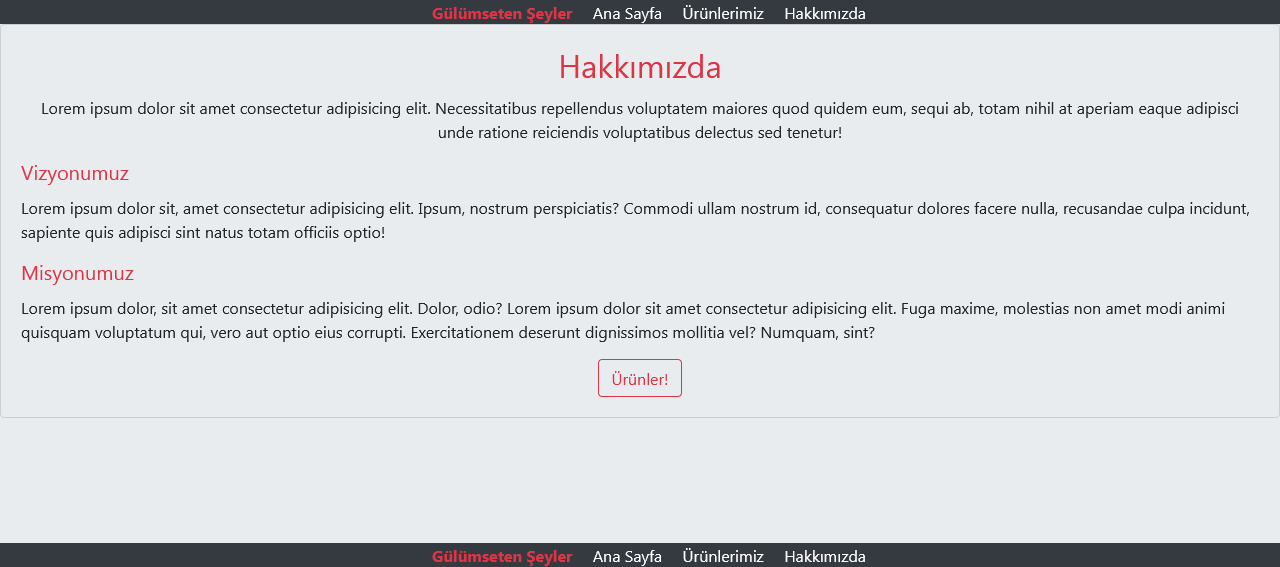 Gülümseten Şeyler Ana Sayfa Ürünlerimiz Hakkımızda
Hakkımızda
Lorem ipsum dolor sit amet consectetur adipisicing elit. Necessitatibus repellendus voluptatem maiores quod quidem eum, sequi ab, totam nihil at aperiam eaque adipisci
unde ratione reiciendis voluptatibus delectus sed tenetur!
Vizyonumuz
Lorem ipsum dolor sit, amet consectetur adipisicing elit. Ipsum, nostrum perspiciatis? Commodi ullam nostrum id, consequatur dolores facere nulla, recusandae culpa incidunt,
sapiente quis adipisci sint natus totam officiis optio!
Misyonumuz
Lorem ipsum dolor, sit amet consectetur adipisicing elit. Dolor, odio? Lorem ipsum dolor sit amet consectetur adipisicing elit. Fuga maxime, molestias non amet modi animi
quisquam voluptatum qui, vero aut optio eius corrupti. Exercitationem deserunt dignissimos mollitia vel? Numquam, sint?
Ürünler!
Gülümseten Şeyler Ana Sayfa Ürünlerimiz Hakkımızda